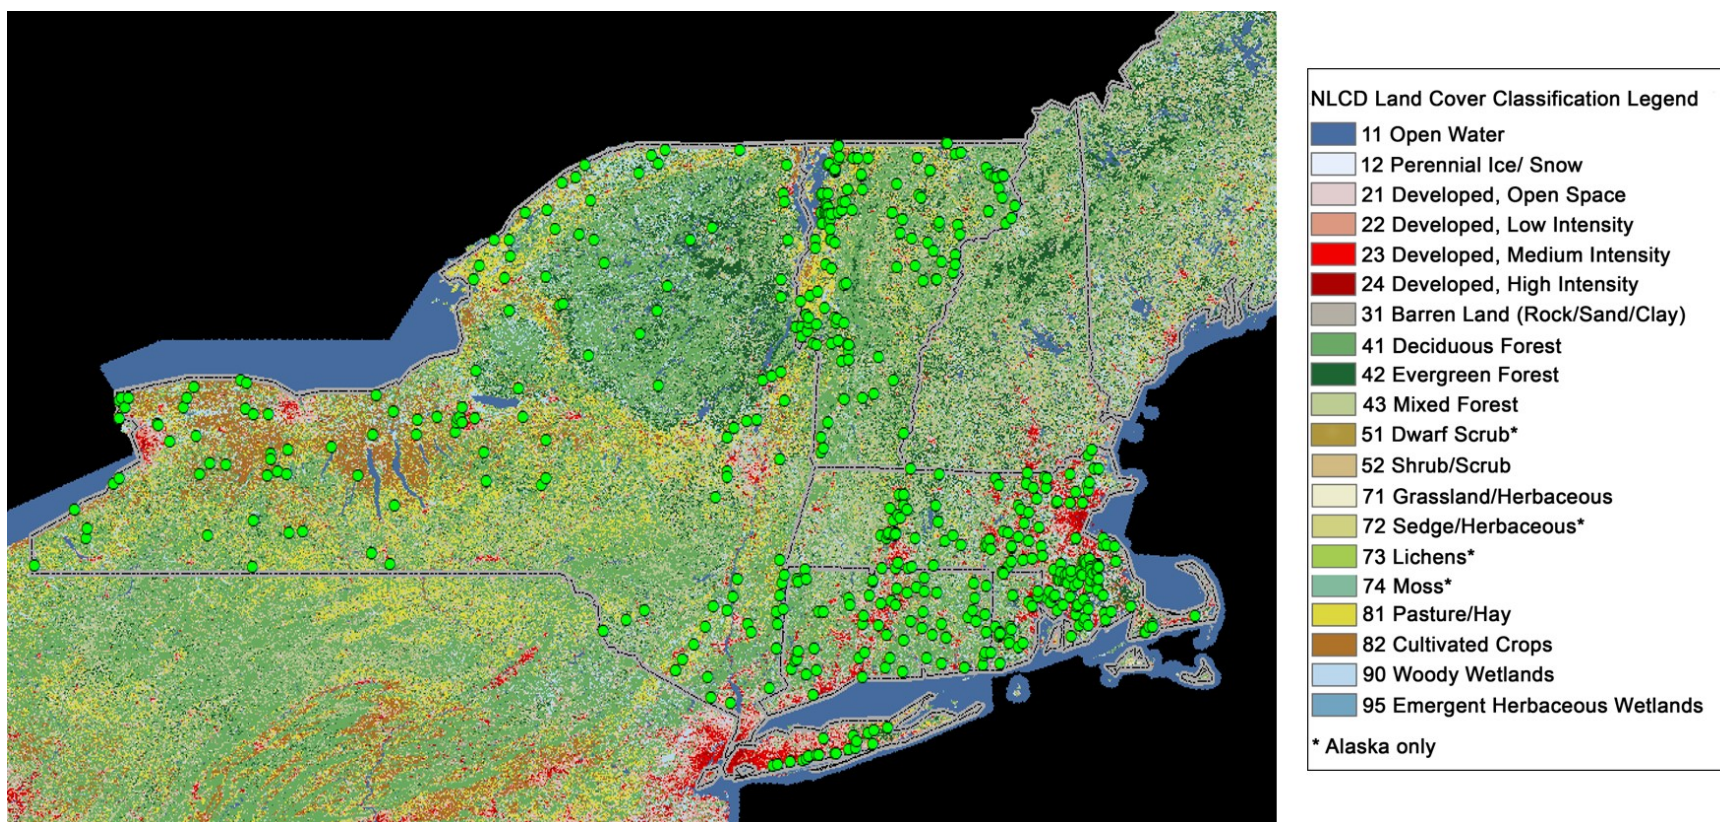 NLCD Land Cover Classification Legend
11 Open Water
12 Perennial Ice/ Snow
21 Developed, Open Space
22 Developed, Low Intensity
23 Developed, Medium Intensity
24 Developed, High Intensity
31 Barren Land (Rock/Sand/Clay)
41 Deciduous Forest
42 Evergreen Forest
43 Mixed Forest
51 Dwarf Scrub*
52 Shrub/Scrub
71 Grassland/Herbaceous
72 Sedge/Herbaceous*
73 Lichens*
74 Moss*
81 Pasture/Hay
82 Cultivated Crops
90 Woody Wetlands
95 Emergent Herbaceous Wetlands
* Alaska only